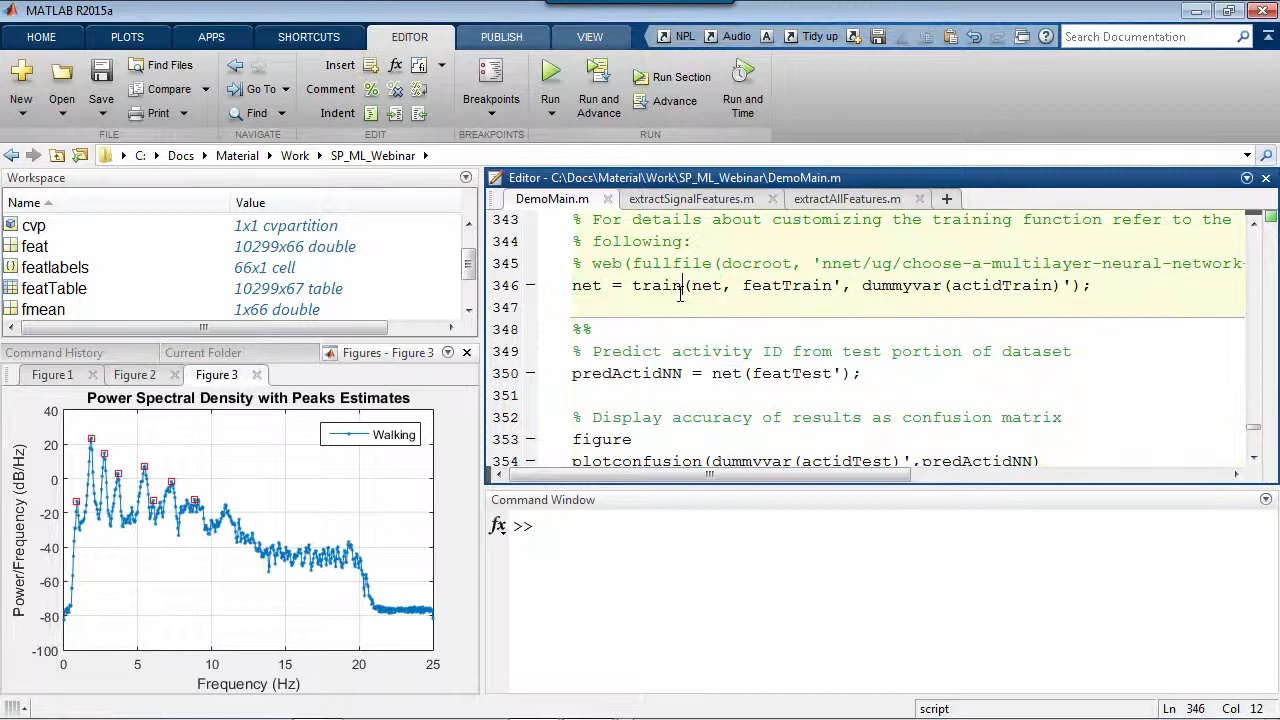 MATLAB R2015a
HOME PLOTS APPS SHORTCUTS EDITOR PUBLISH VIEW NPL Audio A Tidy up Search Documentation
New Open Save Find Files Compare Print
Go To Find
Insert Comment Indent
Breakpoints
Run Run and Advance Run Section Advance Run and Time
FILE NAVIGATE EDIT BREAKPOINTS RUN
C: Docs Material Work SP_ML_Webinar
Workspace
Name Value
cvp 1x1 cvpartition
feat 10299x66 double
featlabels 66x1 cell
featTable 10299x67 table
fmean 1x66 double
Command History Current Folder Figures - Figure 3
Figure 1 Figure 2 Figure 3
Power Spectral Density with Peaks Estimates
Walking
40
20
0
-20
-40
-60
-80
-100
Power/Frequency (dB/Hz)
0 5 10 15 20 25
Frequency (Hz)
Editor - C:\Docs\Material\Work\SP_ML_Webinar\DemoMain.m
DemoMain.m extractSignalFeatures.m extractAllFeatures.m
343 % For details about customizing the training function refer to the
344 % following:
345 % web(fullfile(docroot, 'nnet/ug/choose-a-multilayer-neural-network-
346 net = train(net, featTrain', dummyvar(actidTrain)');
347
348 %%
349 % Predict activity ID from test portion of dataset
350 predActidNN = net(featTest');
351
352 % Display accuracy of results as confusion matrix
353 figure
354 plotconfusion(dummyvar(actidTest)',predActidNN)
Command Window
fx >>
script Ln 346 Col 12